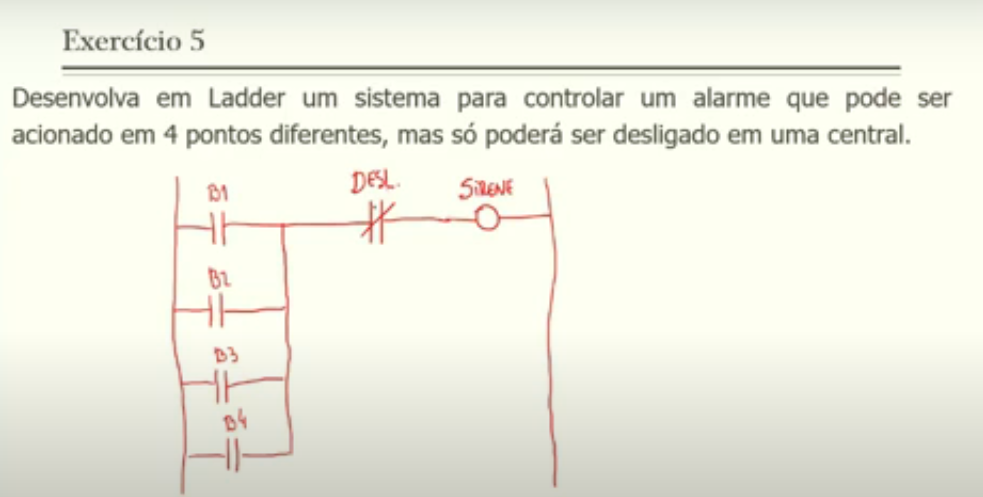 Exercício 5
Desenvolva em Ladder um sistema para controlar um alarme que pode ser
acionado em 4 pontos diferentes, mas só poderá ser desligado em uma central.
B1
DESL.
SIRENE
B2
B3
B4